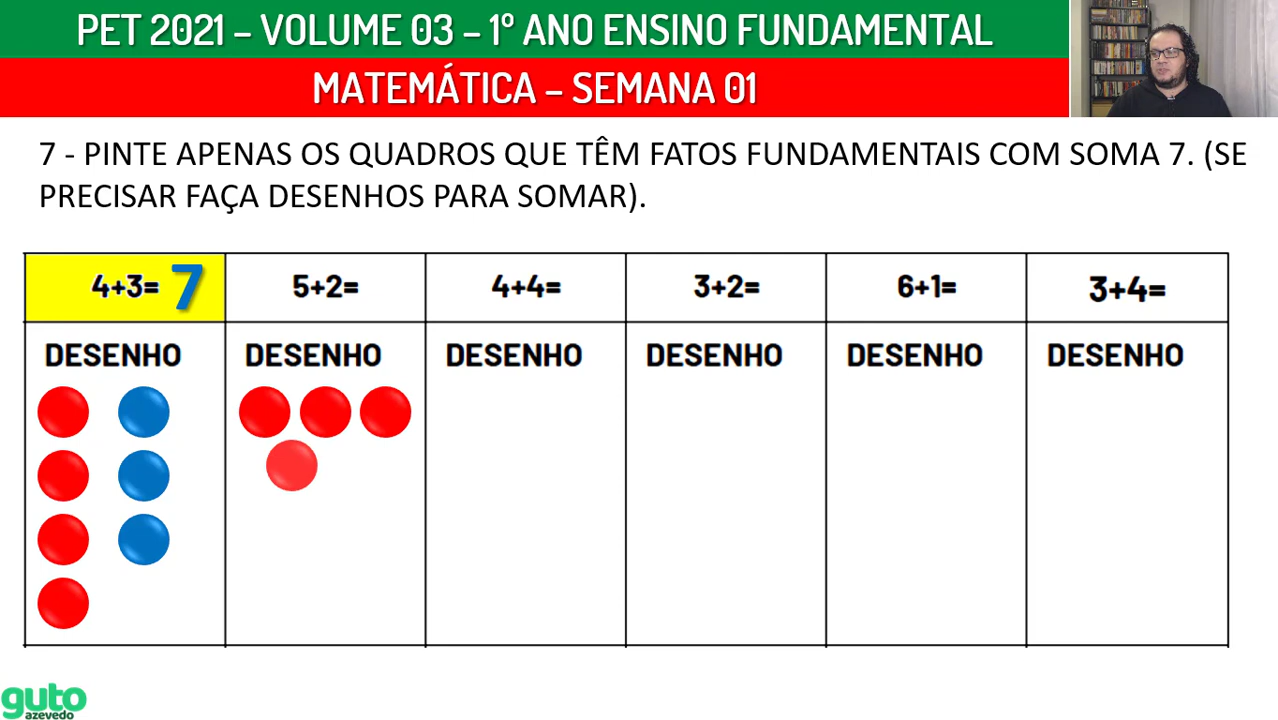 PET 2021 – VOLUME 03 – 1º ANO ENSINO FUNDAMENTAL
MATEMÁTICA – SEMANA 01
7 - PINTE APENAS OS QUADROS QUE TÊM FATOS FUNDAMENTAIS COM SOMA 7. (SE
PRECISAR FAÇA DESENHOS PARA SOMAR).
4+3= 7 5+2= 4+4= 3+2= 6+1= 3+4=
DESENHO DESENHO DESENHO DESENHO DESENHO DESENHO
guto
azevedo